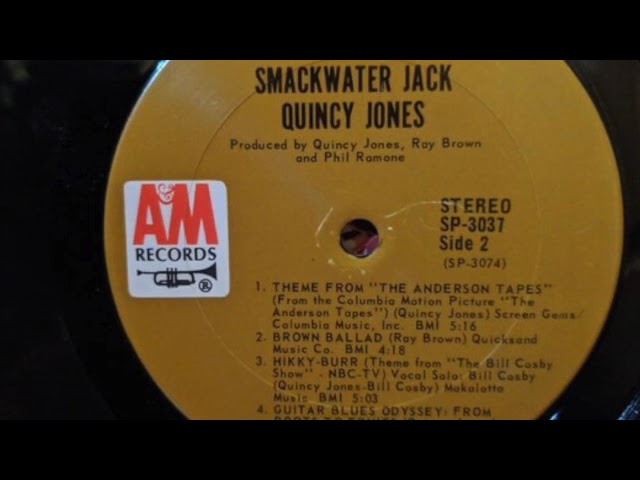 SMACKWATER JACK
QUINCY JONES
Produced by Quincy Jones, Ray Brown
and Phil Ramone
A&M
RECORDS
®
STEREO
SP-3037
Side 2
(SP-3074)
1. THEME FROM "THE ANDERSON TAPES"
(From the Columbia Motion Picture "The
Anderson Tapes") (Quincy Jones) Screen Gems/
Columbia Music, Inc. BMI 5:16
2. BROWN BALLAD (Ray Brown) Quicksand
Music Co. BMI 4:18
3. HIKKY-BURR (Theme from "The Bill Cosby
Show" - NBC-TV) Vocal Solo: Bill Cosby
(Quincy Jones-Bill Cosby) Makalotta
Music BMI 5:03
4. GUITAR BLUES ODYSSEY: FROM